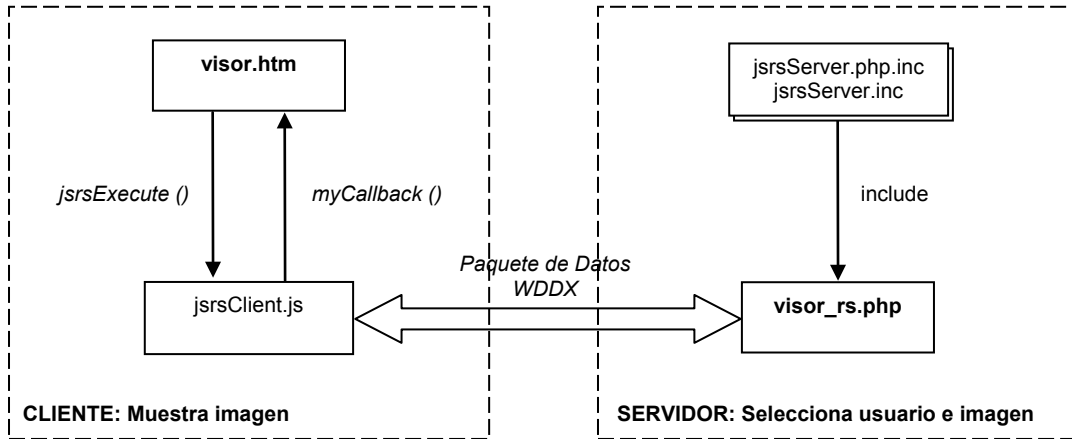 visor.htm
jsrsServer.php.inc
jsrsServer.inc
jsrsExecute ()
myCallback ()
include
Paquete de Datos
WDDX
jsrsClient.js
visor_rs.php
CLIENTE: Muestra imagen
SERVIDOR: Selecciona usuario e imagen